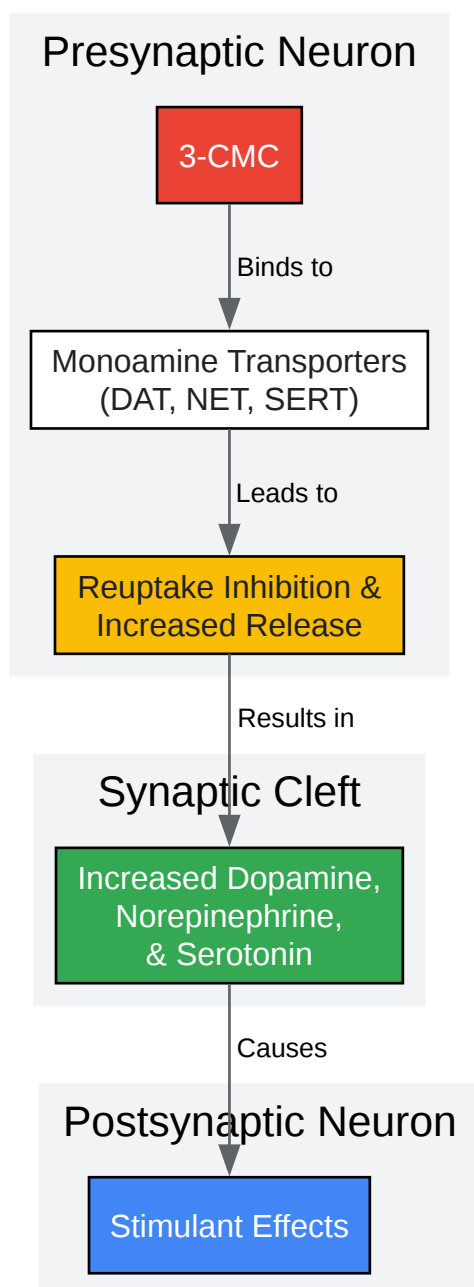 Presynaptic Neuron
3-CMC
Binds to
Monoamine Transporters
(DAT, NET, SERT)
Leads to
Reuptake Inhibition &
Increased Release
Results in
Synaptic Cleft
Increased Dopamine,
Norepinephrine,
& Serotonin
Causes
Postsynaptic Neuron
Stimulant Effects